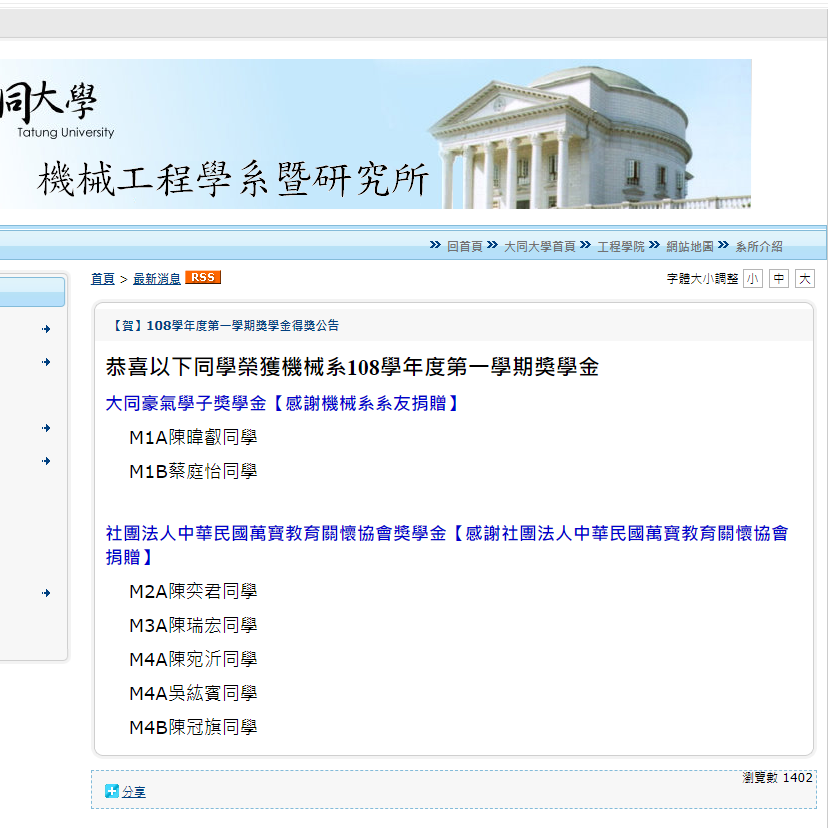 同大學
Tatung University
機械工程學系暨研究所
回首頁 大同大學首頁 工程學院 網站地圖 系所介紹
首頁 > 最新消息 RSS
字體大小調整 小 中 大
【賀】108學年度第一學期獎學金得獎公告
恭喜以下同學榮獲機械系108學年度第一學期獎學金
大同豪氣學子獎學金【感謝機械系系友捐贈】
M1A陳暐叡同學
M1B蔡庭怡同學
社團法人中華民國萬寶教育關懷協會獎學金【感謝社團法人中華民國萬寶教育關懷協會
捐贈】
M2A陳奕君同學
M3A陳瑞宏同學
M4A陳宛沂同學
M4A吳紘賓同學
M4B陳冠旗同學
瀏覽數 1402
分享